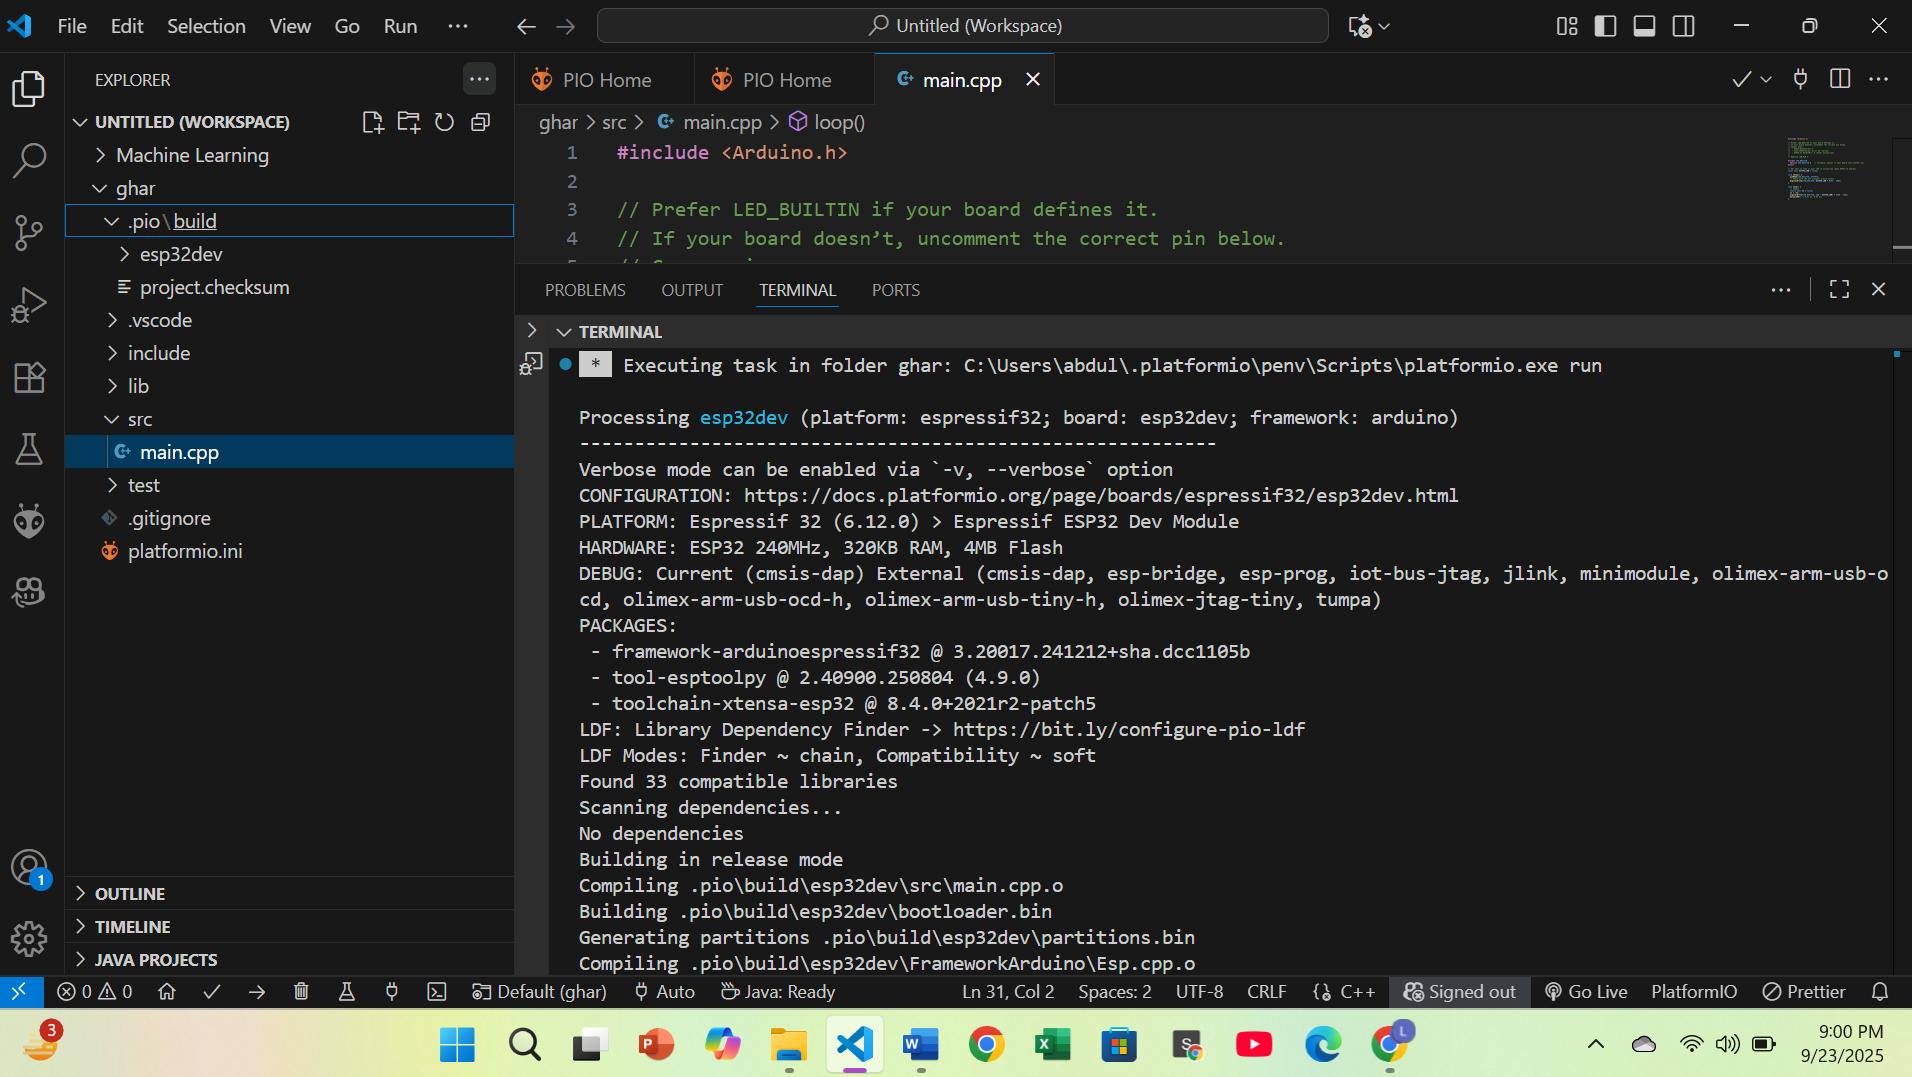 File Edit Selection View Go Run ··· Untitled (Workspace)
EXPLORER
UNTITLED (WORKSPACE)
Machine Learning
ghar
.pio\build
esp32dev
project.checksum
.vscode
include
lib
src
main.cpp
test
.gitignore
platformio.ini
OUTLINE
TIMELINE
JAVA PROJECTS
PIO Home PIO Home main.cpp
ghar > src > main.cpp > loop()
1 #include <Arduino.h>
2
3 // Prefer LED_BUILTIN if your board defines it.
4 // If your board doesn’t, uncomment the correct pin below.
PROBLEMS OUTPUT TERMINAL PORTS
TERMINAL
* Executing task in folder ghar: C:\Users\abdul\.platformio\penv\Scripts\platformio.exe run
Processing esp32dev (platform: espressif32; board: esp32dev; framework: arduino)
----------------------------------------------------------
Verbose mode can be enabled via `-v, --verbose` option
CONFIGURATION: https://docs.platformio.org/page/boards/espressif32/esp32dev.html
PLATFORM: Espressif 32 (6.12.0) > Espressif ESP32 Dev Module
HARDWARE: ESP32 240MHz, 320KB RAM, 4MB Flash
DEBUG: Current (cmsis-dap) External (cmsis-dap, esp-bridge, esp-prog, iot-bus-jtag, jlink, minimodule, olimex-arm-usb-o
cd, olimex-arm-usb-ocd-h, olimex-arm-usb-tiny-h, olimex-jtag-tiny, tumpa)
PACKAGES:
- framework-arduinoespressif32 @ 3.20017.241212+sha.dcc1105b
- tool-esptoolpy @ 2.40900.250804 (4.9.0)
- toolchain-xtensa-esp32 @ 8.4.0+2021r2-patch5
LDF: Library Dependency Finder -> https://bit.ly/configure-pio-ldf
LDF Modes: Finder ~ chain, Compatibility ~ soft
Found 33 compatible libraries
Scanning dependencies...
No dependencies
Building in release mode
Compiling .pio\build\esp32dev\src\main.cpp.o
Building .pio\build\esp32dev\bootloader.bin
Generating partitions .pio\build\esp32dev\partitions.bin
Compiling .pio\build\esp32dev\FrameworkArduino\Esp.cpp.o
1
0 0 Default (ghar) Auto Java: Ready Ln 31, Col 2 Spaces: 2 UTF-8 CRLF {} C++ Signed out Go Live PlatformIO Prettier
3
L
9:00 PM
9/23/2025